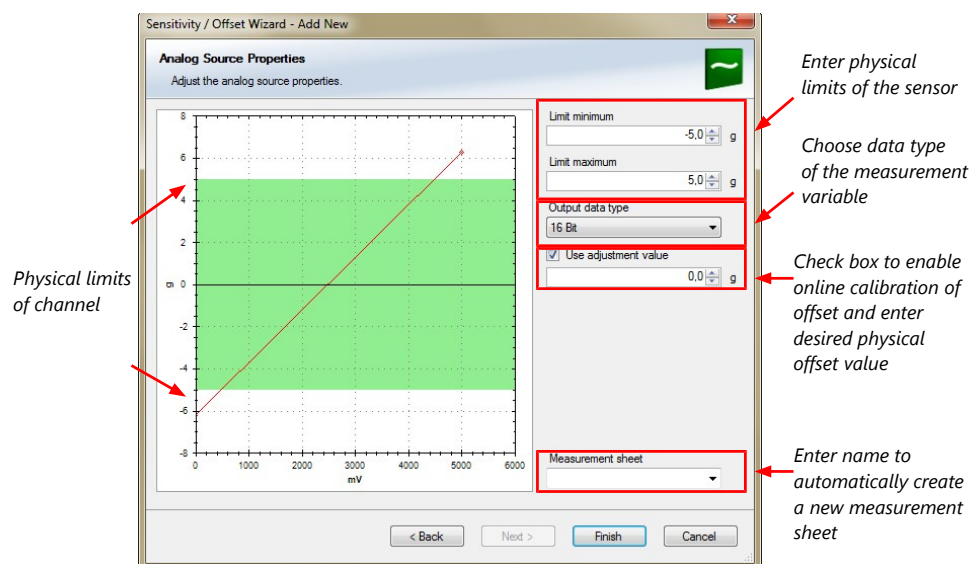 Sensitivity / Offset Wizard - Add New
Analog Source Properties
Adjust the analog source properties.
8
6
4
2
0
-2
-4
-6
-8
g
0
1000
2000
3000
4000
5000
6000
mV
Limit minimum
-5,0
g
Limit maximum
5,0
g
Output data type
16 Bit
Use adjustment value
0,0
g
Measurement sheet
< Back
Next >
Finish
Cancel
Physical limits
of channel
Enter physical
limits of the sensor
Choose data type
of the measurement
variable
Check box to enable
online calibration of
offset and enter
desired physical
offset value
Enter name to
automatically create
a new measurement
sheet